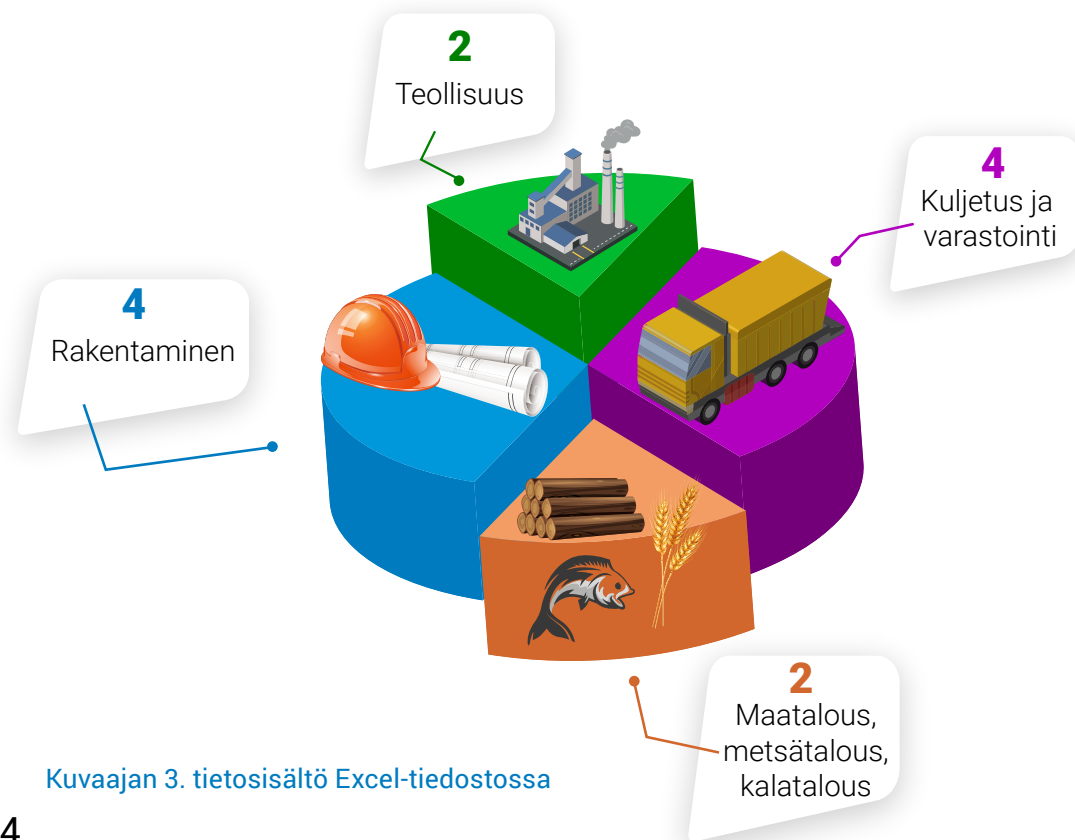 2
Teollisuus
4
Kuljetus ja
varastointi
4
Rakentaminen
2
Maatalous,
metsätalous,
kalatalous
Kuvaajan 3. tietosisältö Excel-tiedostossa
4